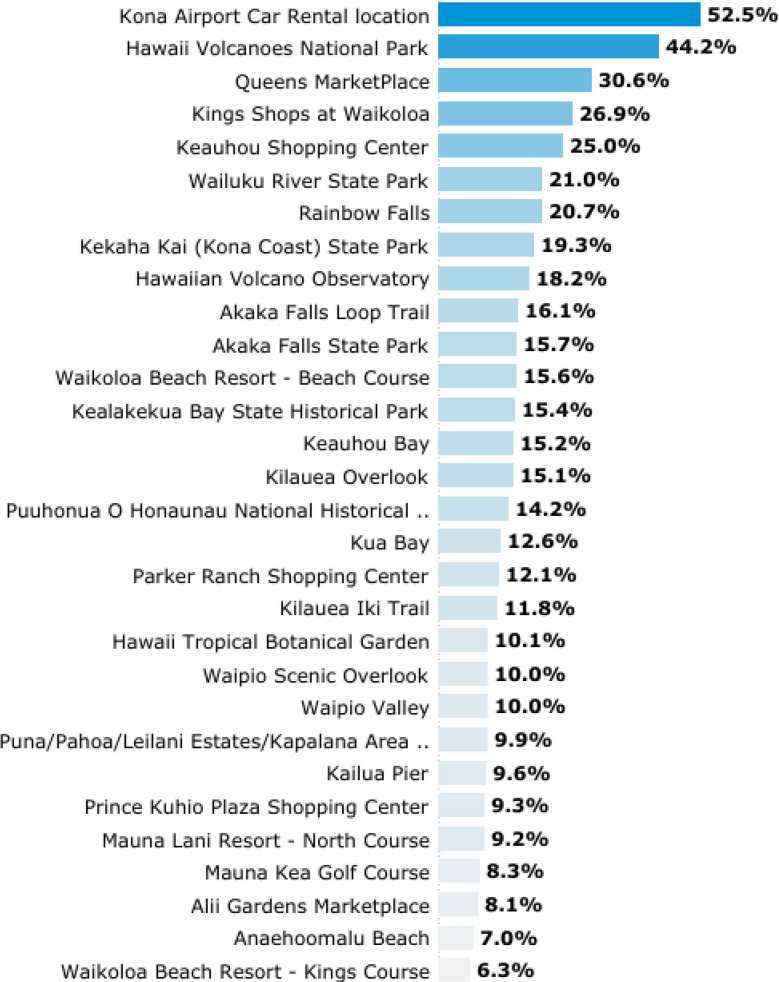 Kona Airport Car Rental location 52.5%
Hawaii Volcanoes National Park 44.2%
Queens MarketPlace 30.6%
Kings Shops at Waikoloa 26.9%
Keauhou Shopping Center 25.0%
Wailuku River State Park 21.0%
Rainbow Falls 20.7%
Kekaha Kai (Kona Coast) State Park 19.3%
Hawaiian Volcano Observatory 18.2%
Akaka Falls Loop Trail 16.1%
Akaka Falls State Park 15.7%
Waikoloa Beach Resort - Beach Course 15.6%
Kealakekua Bay State Historical Park 15.4%
Keauhou Bay 15.2%
Kilauea Overlook 15.1%
Puuhonua O Honaunau National Historical .. 14.2%
Kua Bay 12.6%
Parker Ranch Shopping Center 12.1%
Kilauea Iki Trail 11.8%
Hawaii Tropical Botanical Garden 10.1%
Waipio Scenic Overlook 10.0%
Waipio Valley 10.0%
Puna/Pahoa/Leilani Estates/Kapalana Area .. 9.9%
Kailua Pier 9.6%
Prince Kuhio Plaza Shopping Center 9.3%
Mauna Lani Resort - North Course 9.2%
Mauna Kea Golf Course 8.3%
Alii Gardens Marketplace 8.1%
Anaehoomalu Beach 7.0%
Waikoloa Beach Resort - Kings Course 6.3%